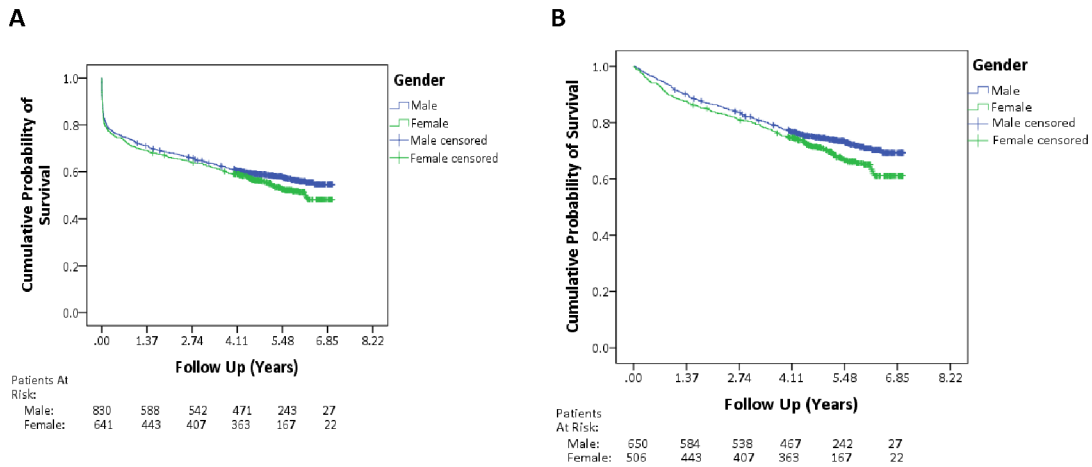 A
Cumulative Probability of
Survival
1.0
0.8
0.6
0.4
0.2
0.0
.00 1.37 2.74 4.11 5.48 6.85 8.22
Follow Up (Years)
Gender
Male
Female
Male censored
Female censored
Patients At
Risk:
Male: 830 588 542 471 243 27
Female: 641 443 407 363 167 22
B
Cumulative Probability of Survival
1.0
0.8
0.6
0.4
0.2
0.0
.00 1.37 2.74 4.11 5.48 6.85 8.22
Follow Up (Years)
Gender
Male
Female
Male censored
Female censored
Patients
At Risk:
Male: 650 584 538 467 242 27
Female: 506 443 407 363 167 22